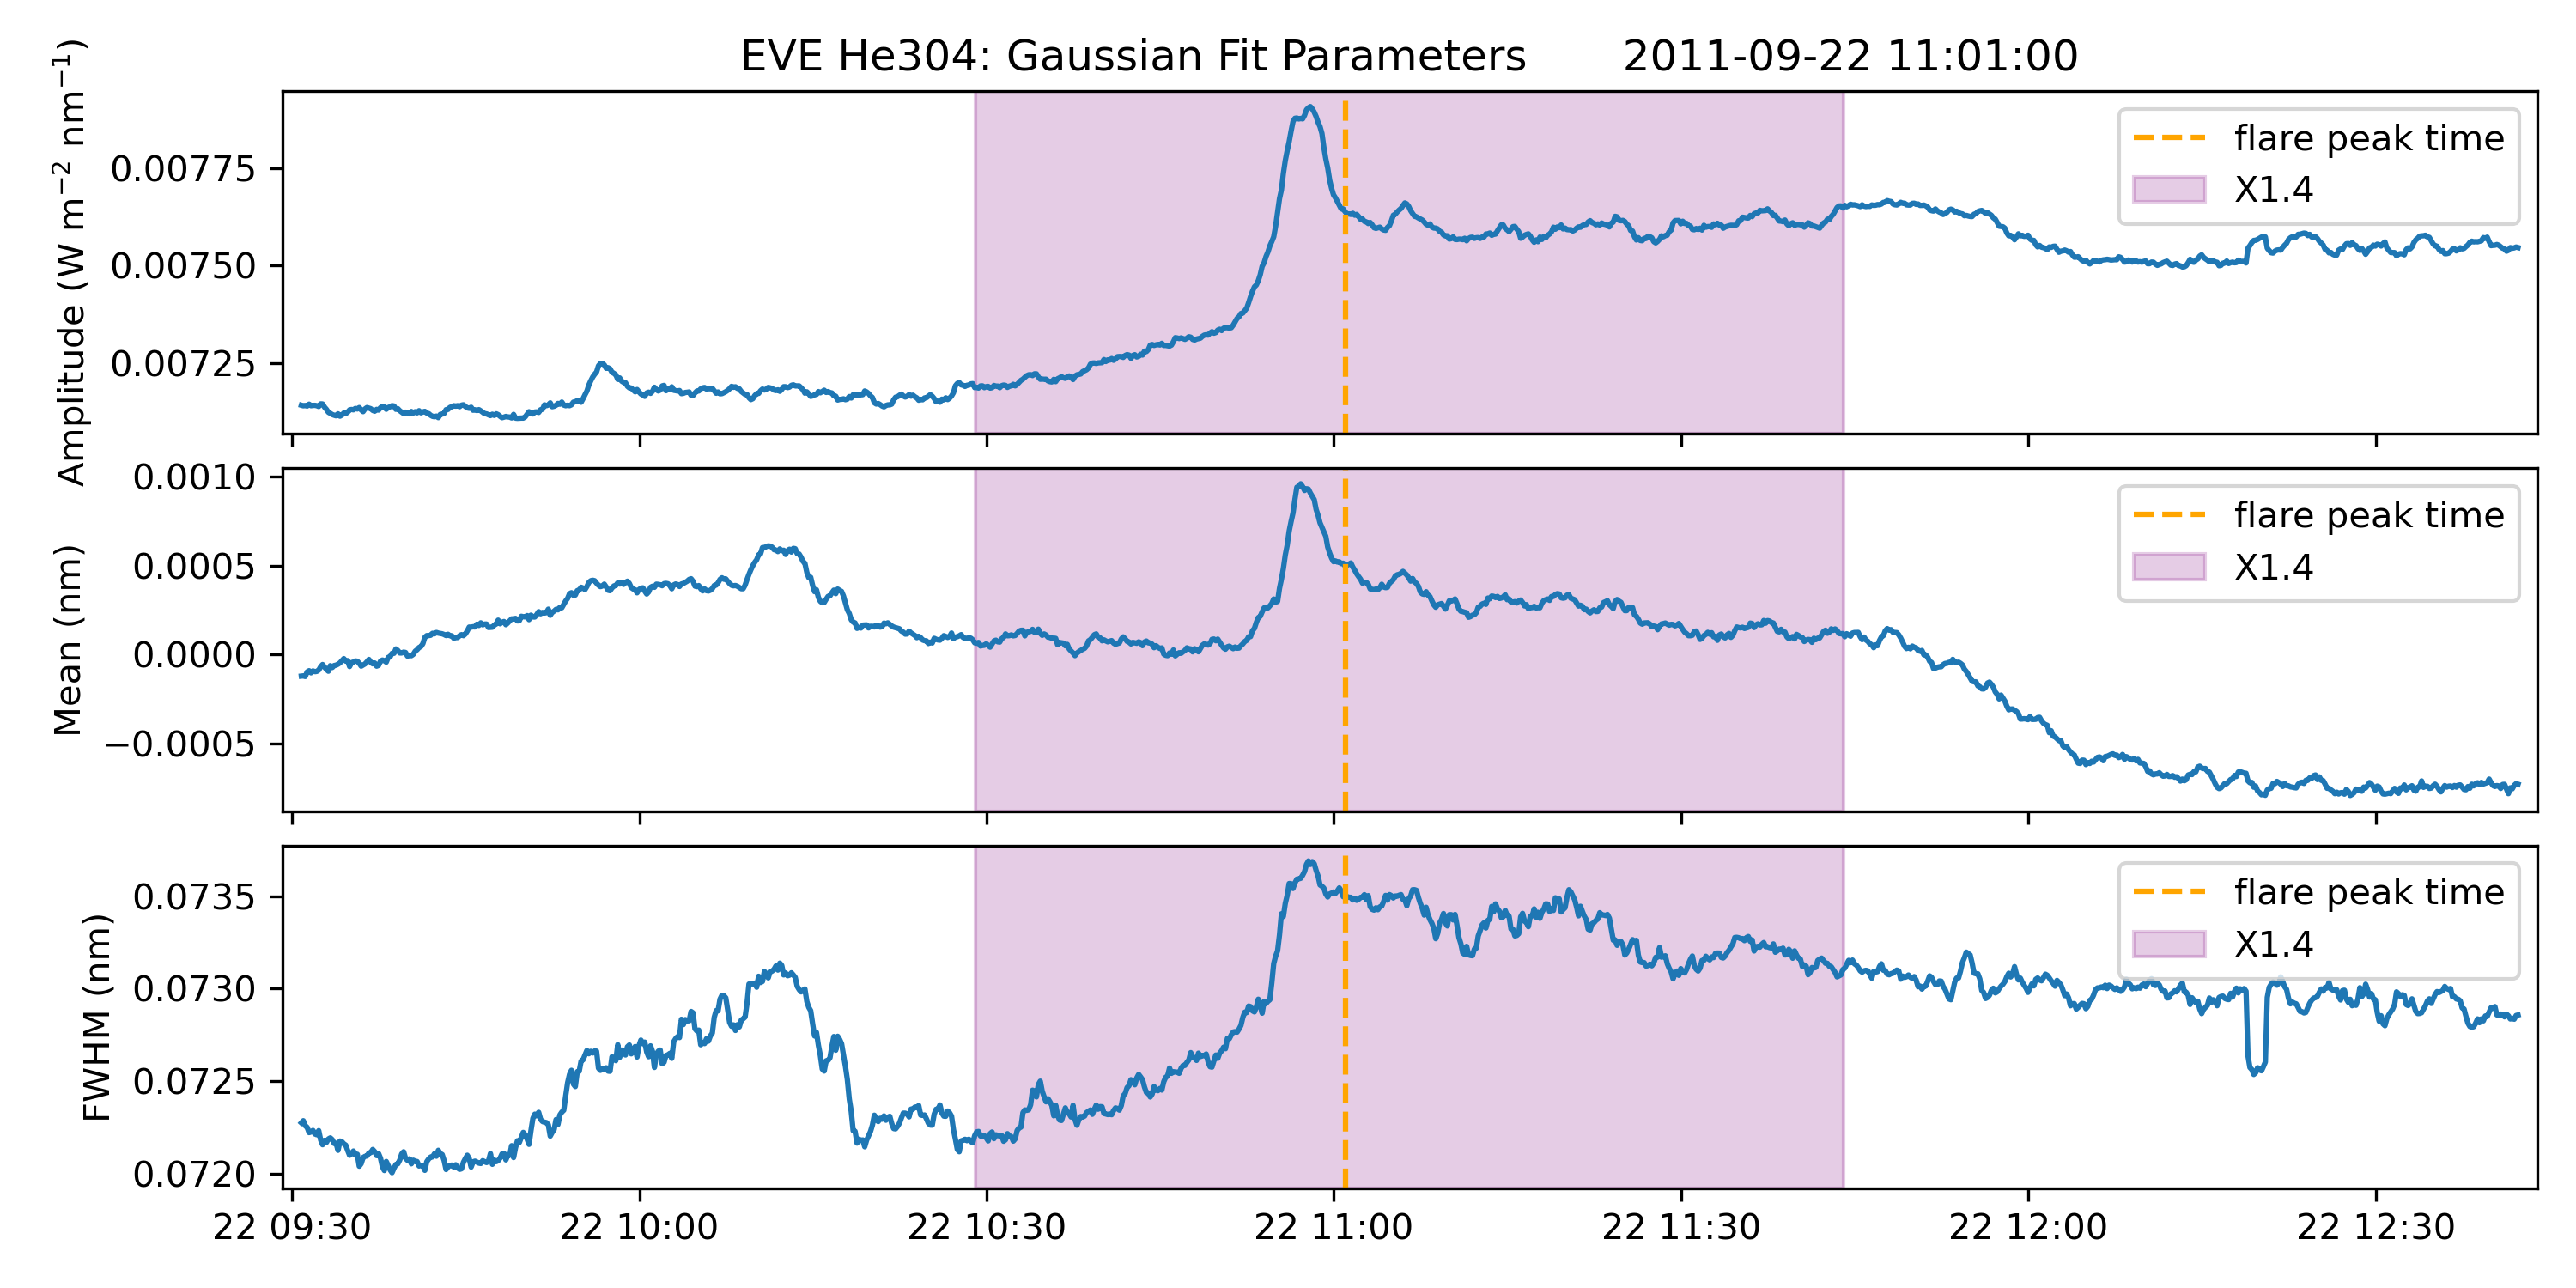 EVE He304: Gaussian Fit Parameters 2011-09-22 11:01:00
Amplitude (W m⁻² nm⁻¹)
0.00775
0.00750
0.00725
flare peak time
X1.4
Mean (nm)
0.0010
0.0005
0.0000
−0.0005
flare peak time
X1.4
FWHM (nm)
0.0735
0.0730
0.0725
0.0720
flare peak time
X1.4
22 09:30 22 10:00 22 10:30 22 11:00 22 11:30 22 12:00 22 12:30